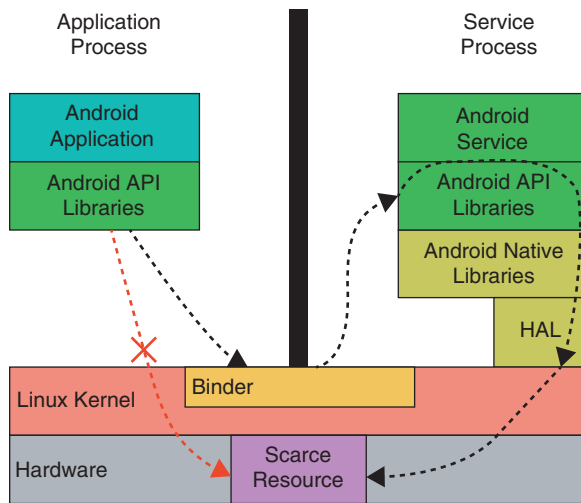 Application
Process
Service
Process
Android
Application
Android API
Libraries
Android
Service
Android API
Libraries
Android Native
Libraries
HAL
Binder
Linux Kernel
Hardware
Scarce
Resource